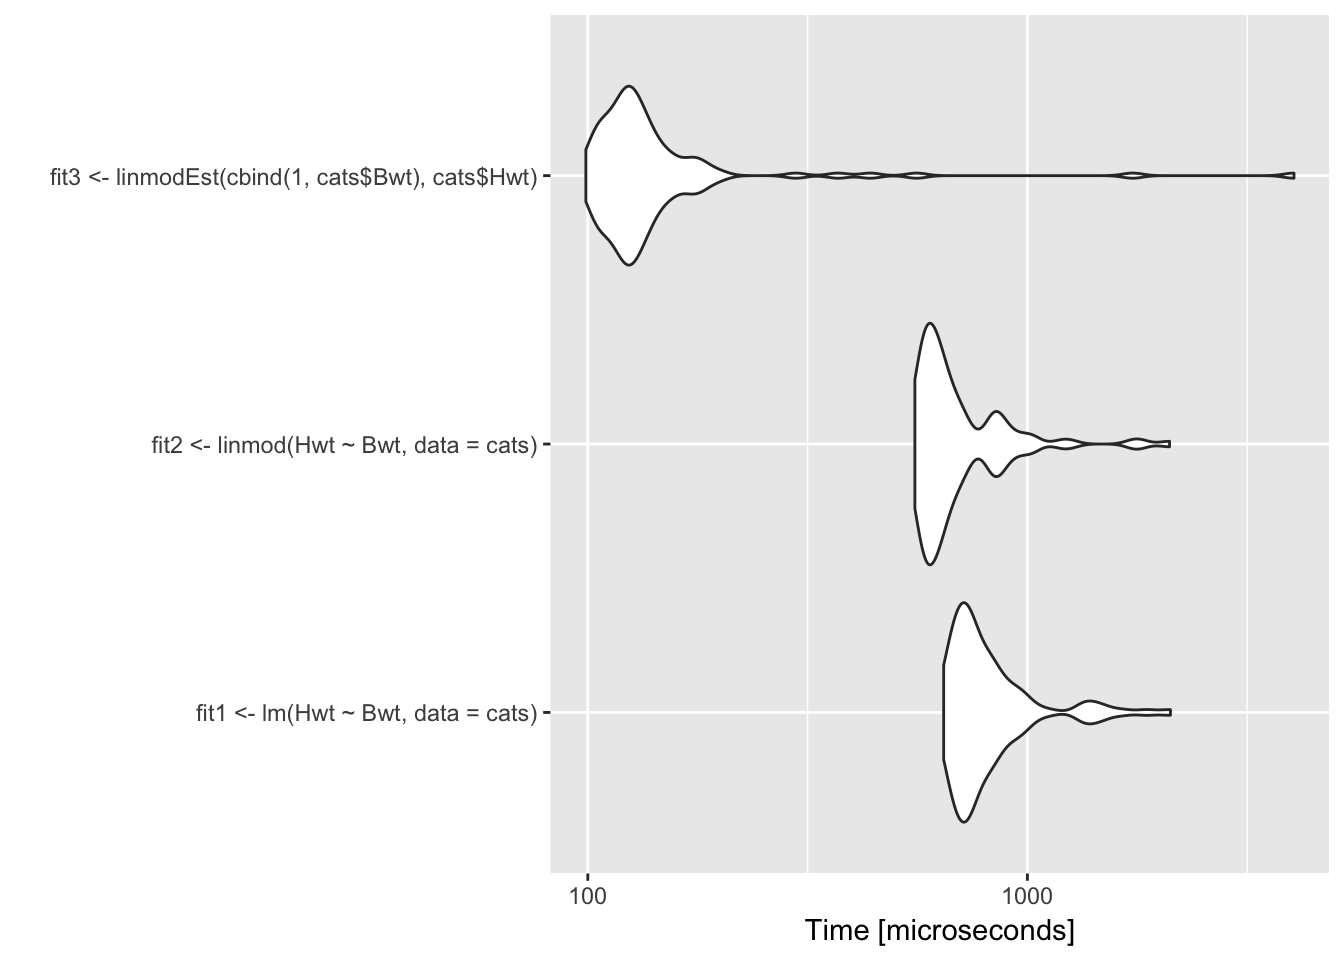 fit3 <- linmodEst(cbind(1, cats$Bwt), cats$Hwt)
fit2 <- linmod(Hwt ~ Bwt, data = cats)
fit1 <- lm(Hwt ~ Bwt, data = cats)
100 1000
Time [microseconds]